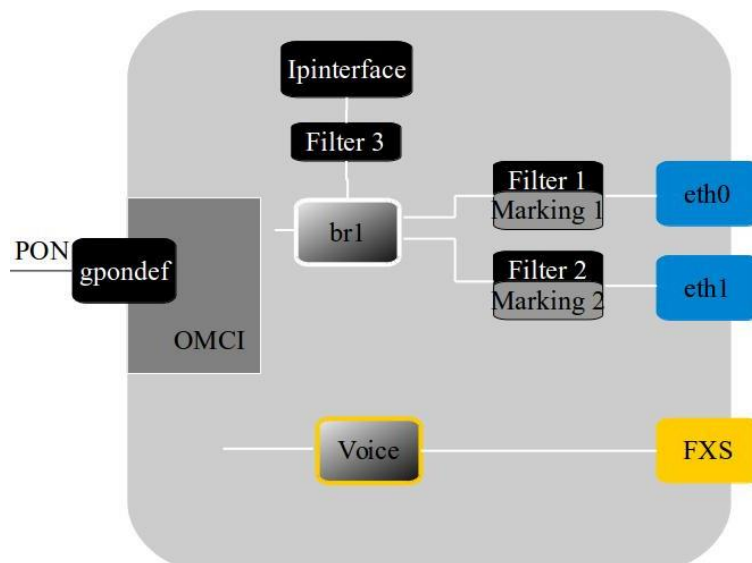 Ipinterface
Filter 3
Filter 1
Marking 1
eth0
br1
PON
gpondef
Filter 2
Marking 2
eth1
OMCI
Voice
FXS